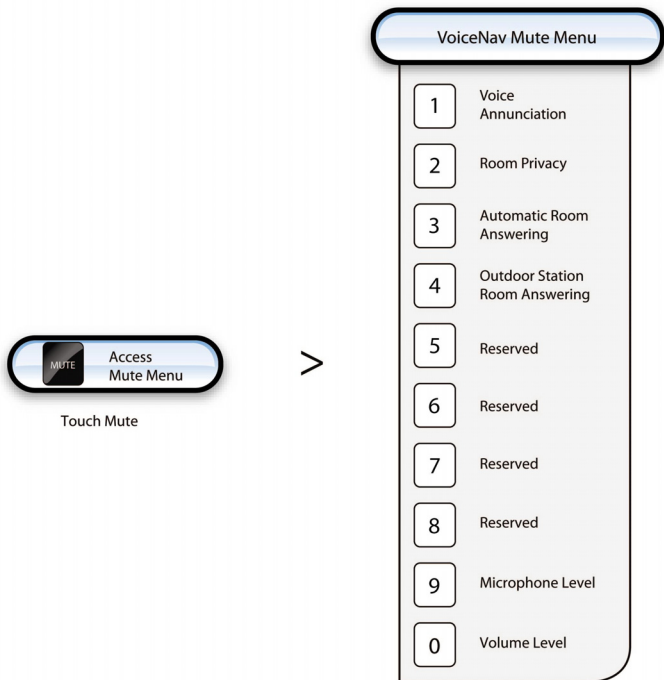 VoiceNav Mute Menu
1
Voice
Annunciation
2
Room Privacy
3
Automatic Room
Answering
4
Outdoor Station
Room Answering
5
Reserved
6
Reserved
7
Reserved
8
Reserved
9
Microphone Level
0
Volume Level
MUTE
Access
Mute Menu
Touch Mute
>